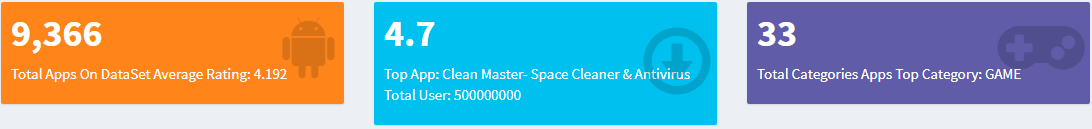 9,366
Total Apps On DataSet Average Rating: 4.192
4.7
Top App: Clean Master- Space Cleaner & Antivirus
Total User: 500000000
33
Total Categories Apps Top Category: GAME